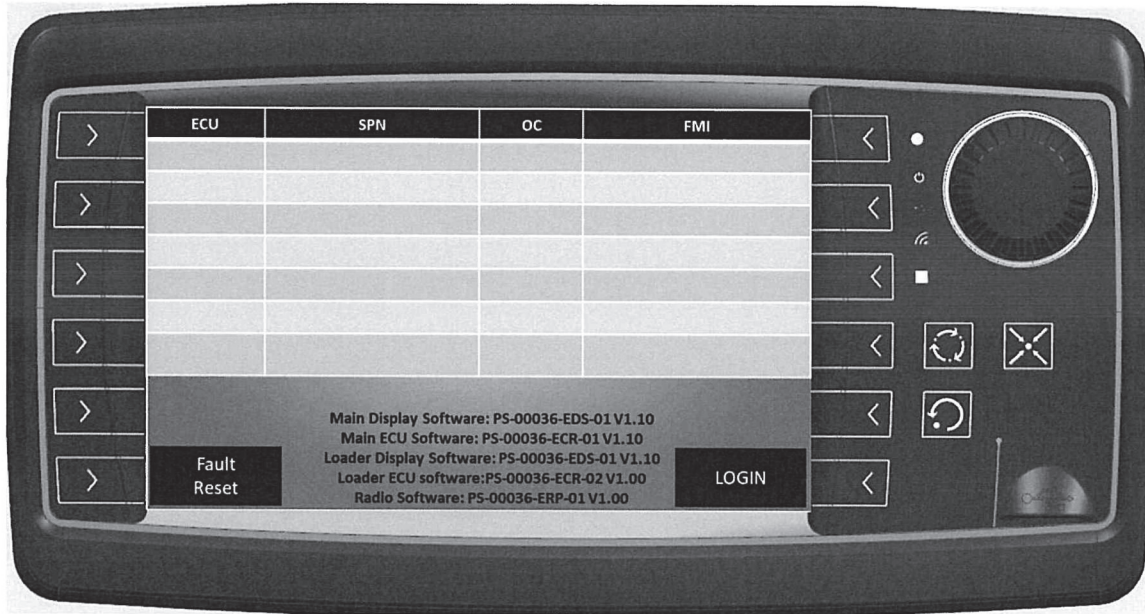 ECU SPN OC FMI
Main Display Software: PS-00036-EDS-01 V1.10
Main ECU Software: PS-00036-ECR-01 V1.10
Loader Display Software: PS-00036-EDS-01 V1.10
Loader ECU software:PS-00036-ECR-02 V1.00
Radio Software: PS-00036-ERP-01 V1.00
Fault
Reset
LOGIN